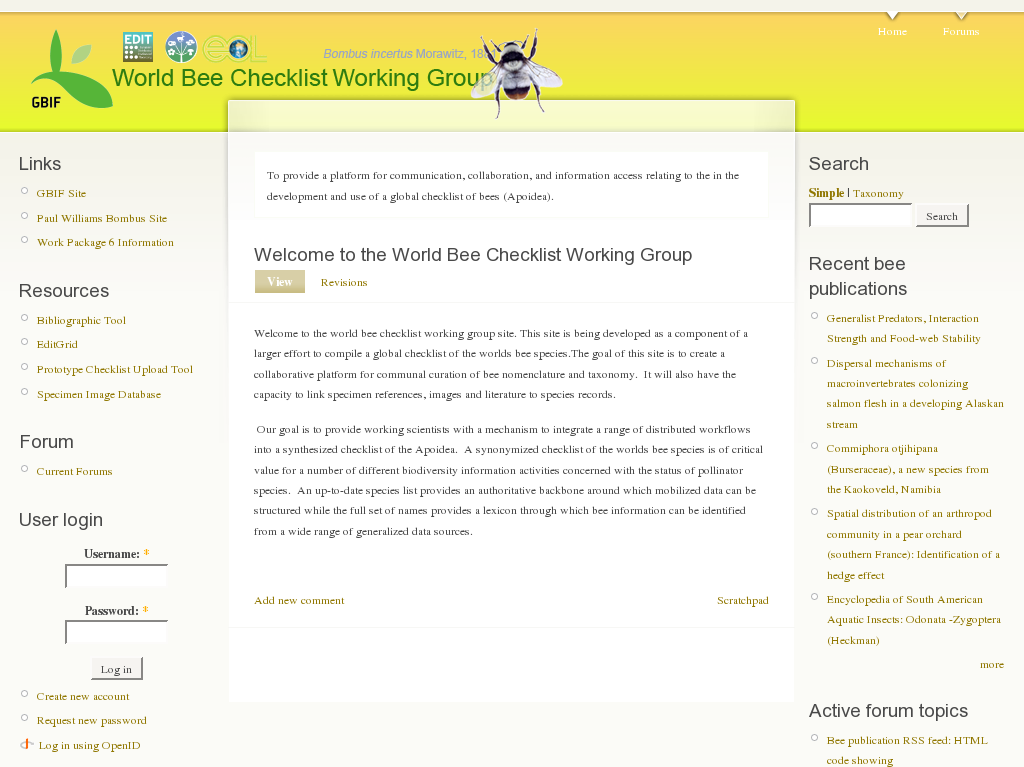 Home
Forums
EDIT
eol
Bombus incertus Morawitz, 1881
World Bee Checklist Working Group
GBIF
Links
GBIF Site
Paul Williams Bombus Site
Work Package 6 Information
Resources
Bibliographic Tool
EditGrid
Prototype Checklist Upload Tool
Specimen Image Database
Forum
Current Forums
User login
Username: *
Password: *
Log in
Create new account
Request new password
Log in using OpenID
To provide a platform for communication, collaboration, and information access relating to the in the
development and use of a global checklist of bees (Apoidea).
Welcome to the World Bee Checklist Working Group
View
Revisions
Welcome to the world bee checklist working group site. This site is being developed as a component of a
larger effort to compile a global checklist of the worlds bee species.The goal of this site is to create a
collaborative platform for communal curation of bee nomenclature and taxonomy.  It will also have the
capacity to link specimen references, images and literature to species records.
Our goal is to provide working scientists with a mechanism to integrate a range of distributed workflows
into a synthesized checklist of the Apoidea.  A synonymized checklist of the worlds bee species is of critical
value for a number of different biodiversity information activities concerned with the status of pollinator
species.  An up-to-date species list provides an authoritative backbone around which mobilized data can be
structured while the full set of names provides a lexicon through which bee information can be identified
from a wide range of generalized data sources.
Add new comment
Scratchpad
Search
Simple | Taxonomy
Search
Recent bee
publications
Generalist Predators, Interaction
Strength and Food-web Stability
Dispersal mechanisms of
macroinvertebrates colonizing
salmon flesh in a developing Alaskan
stream
Commiphora otjihipana
(Burseraceae), a new species from
the Kaokoveld, Namibia
Spatial distribution of an arthropod
community in a pear orchard
(southern France): Identification of a
hedge effect
Encyclopedia of South American
Aquatic Insects: Odonata -Zygoptera
(Heckman)
more
Active forum topics
Bee publication RSS feed: HTML
code showing